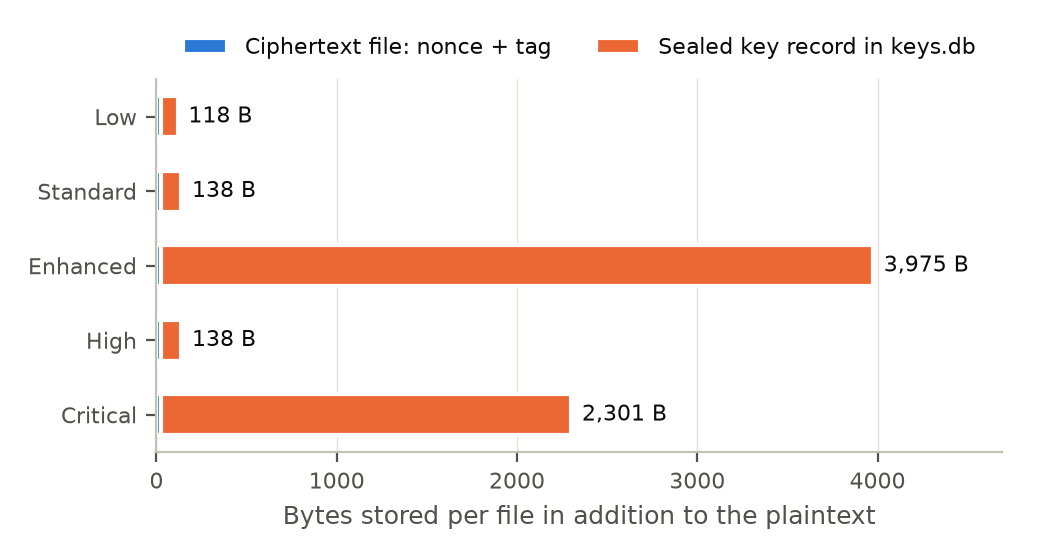 Ciphertext file: nonce + tag
Sealed key record in keys.db
Low 118 B
Standard 138 B
Enhanced 3,975 B
High 138 B
Critical 2,301 B
0 1000 2000 3000 4000
Bytes stored per file in addition to the plaintext